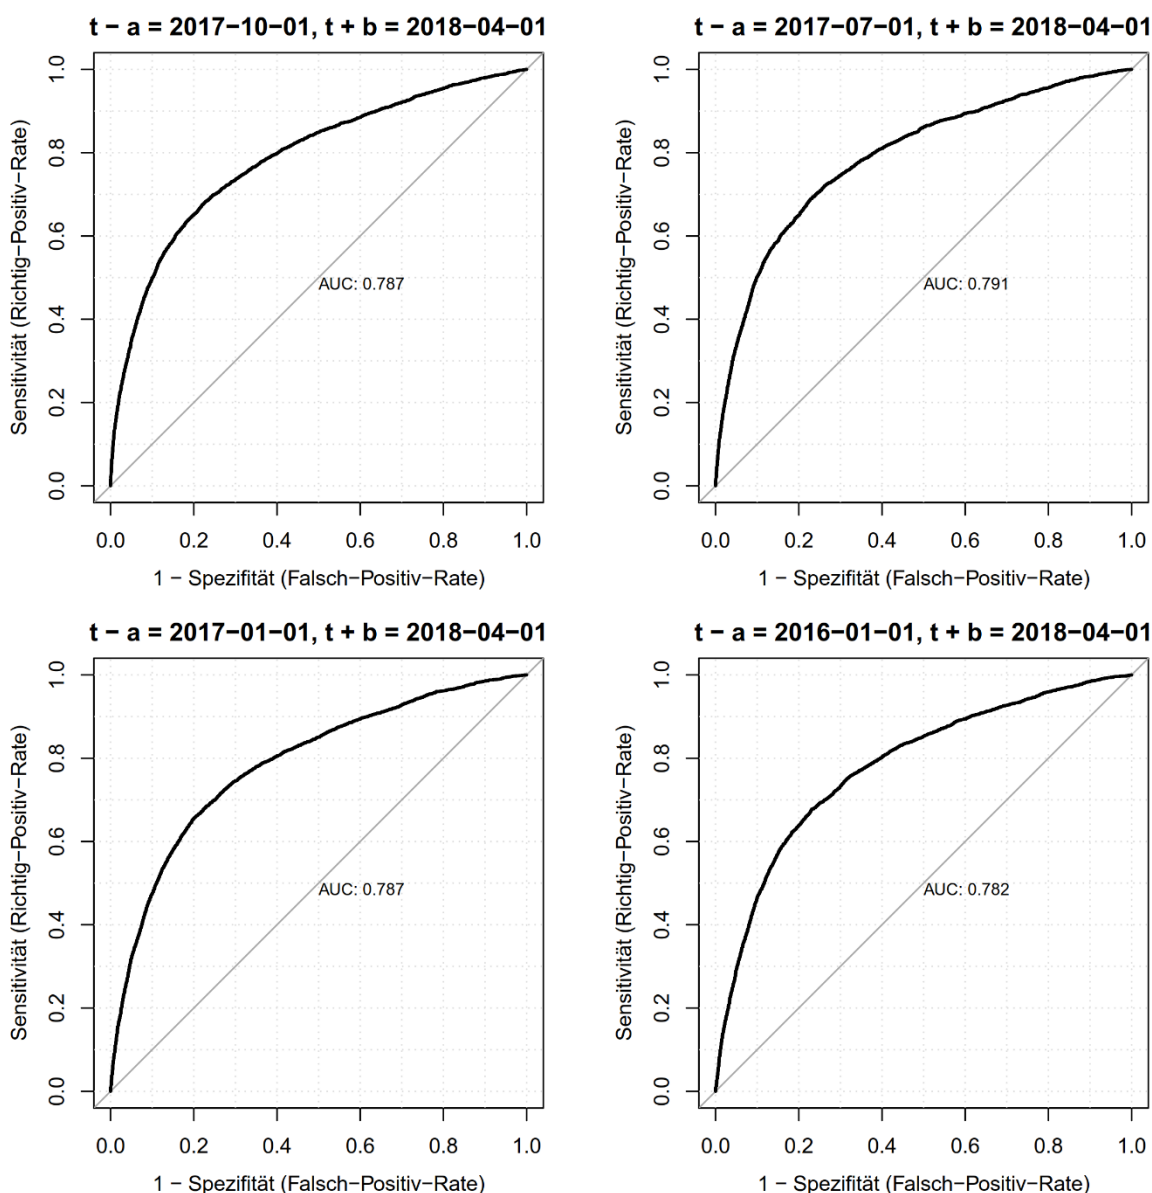 t − a = 2017−10−01, t + b = 2018−04−01
Sensitivität (Richtig−Positiv−Rate)
1.0
0.8
0.6
0.4
0.2
0.0
AUC: 0.787
0.0 0.2 0.4 0.6 0.8 1.0
1 − Spezifität (Falsch−Positiv−Rate)
t − a = 2017−07−01, t + b = 2018−04−01
Sensitivität (Richtig−Positiv−Rate)
1.0
0.8
0.6
0.4
0.2
0.0
AUC: 0.791
0.0 0.2 0.4 0.6 0.8 1.0
1 − Spezifität (Falsch−Positiv−Rate)
t − a = 2017−01−01, t + b = 2018−04−01
Sensitivität (Richtig−Positiv−Rate)
1.0
0.8
0.6
0.4
0.2
0.0
AUC: 0.787
0.0 0.2 0.4 0.6 0.8 1.0
1 − Spezifität (Falsch−Positiv−Rate)
t − a = 2016−01−01, t + b = 2018−04−01
Sensitivität (Richtig−Positiv−Rate)
1.0
0.8
0.6
0.4
0.2
0.0
AUC: 0.782
0.0 0.2 0.4 0.6 0.8 1.0
1 − Spezifität (Falsch−Positiv−Rate)